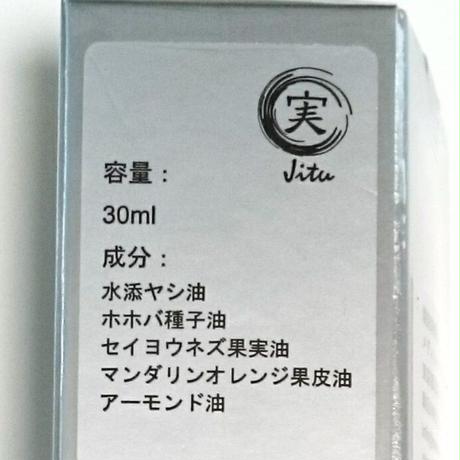 実
Jitu
容量：
30ml
成分：
水添ヤシ油
ホホバ種子油
セイヨウネズ果実油
マンダリンオレンジ果皮油
アーモンド油